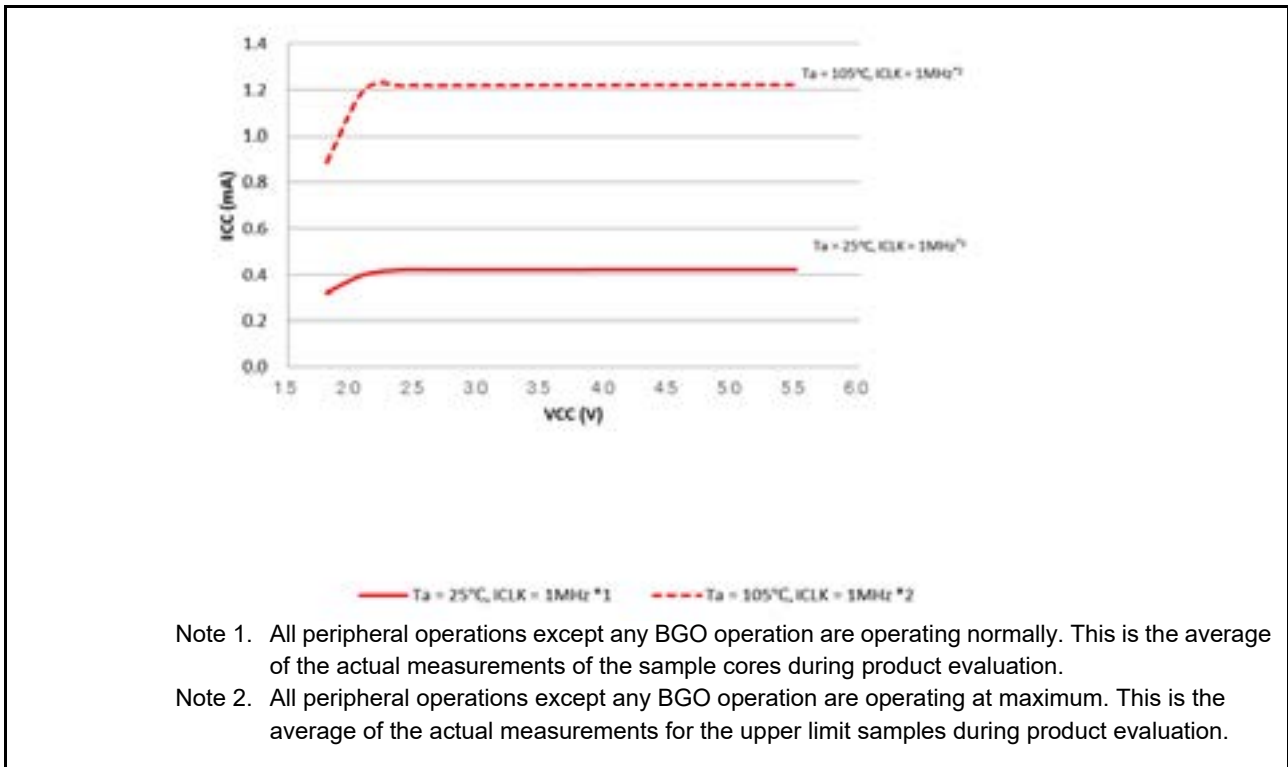 1.4
1.2
1.0
0.8
0.6
0.4
0.2
0.0
ICC (mA)
Ta = 105°C, ICLK = 1MHz*2
Ta = 25°C, ICLK = 1MHz
1.5 2.0 2.5 3.0 3.5 4.0 4.5 5.0 5.5 6.0
VCC (V)
Ta = 25°C, ICLK = 1MHz *1 Ta = 105°C, ICLK = 1MHz *2
Note 1. All peripheral operations except any BGO operation are operating normally. This is the average
of the actual measurements of the sample cores during product evaluation.
Note 2. All peripheral operations except any BGO operation are operating at maximum. This is the
average of the actual measurements for the upper limit samples during product evaluation.